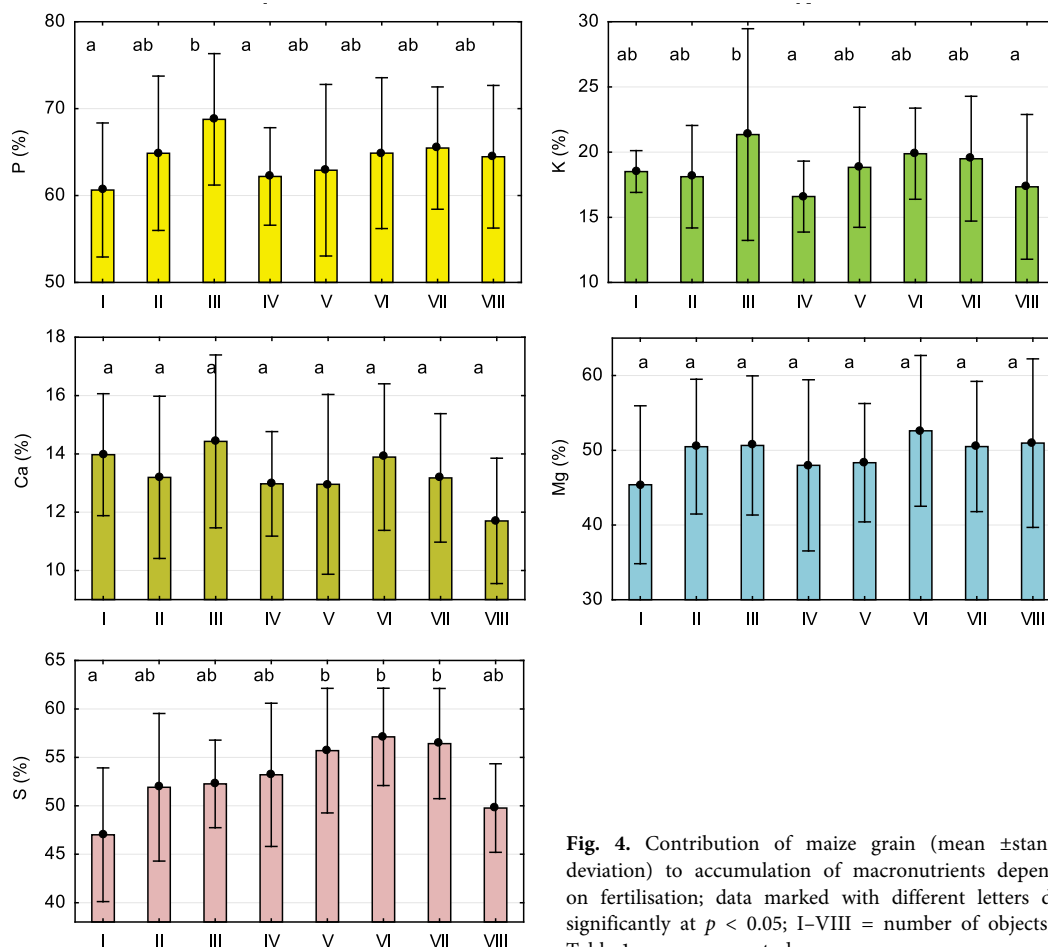 80
70
60
50
P (%)
a ab b a ab ab ab ab
I II III IV V VI VII VIII
30
25
20
15
10
K (%)
ab ab b a ab ab ab a
I II III IV V VI VII VIII
18
16
14
12
10
Ca (%)
a a a a a a a a
I II III IV V VI VII VIII
60
50
40
30
Mg (%)
a a a a a a a a
I II III IV V VI VII VIII
65
60
55
50
45
40
S (%)
a ab ab ab b b b ab
I II III IV V VI VII VIII
Fig. 4. Contribution of maize grain (mean ±stan
deviation) to accumulation of macronutrients depen
on fertilisation; data marked with different letters d
significantly at p < 0.05; I–VIII = number of objects